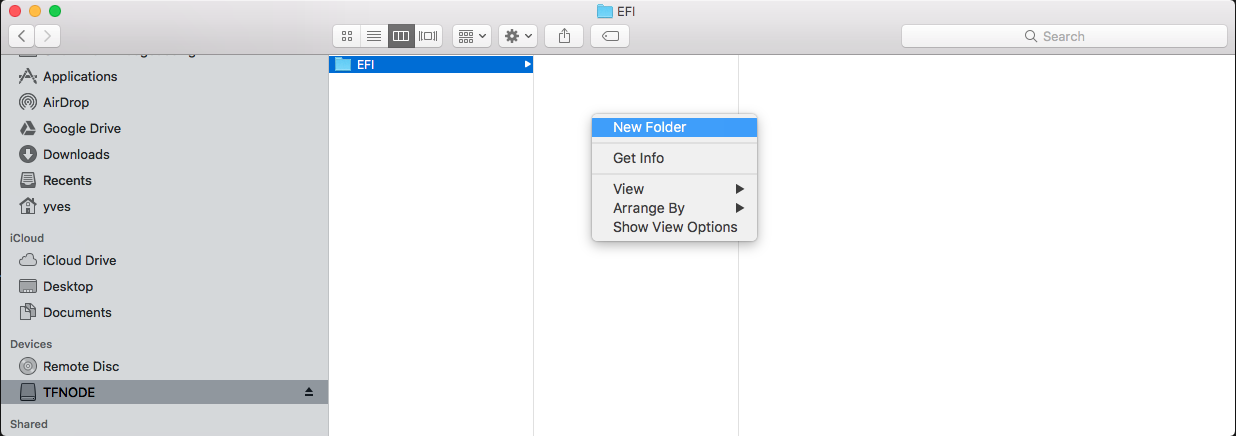 EFI
Search
Applications
AirDrop
Google Drive
Downloads
Recents
yves
iCloud
iCloud Drive
Desktop
Documents
Devices
Remote Disc
TFNODE
Shared
EFI
New Folder
Get Info
View
Arrange By
Show View Options